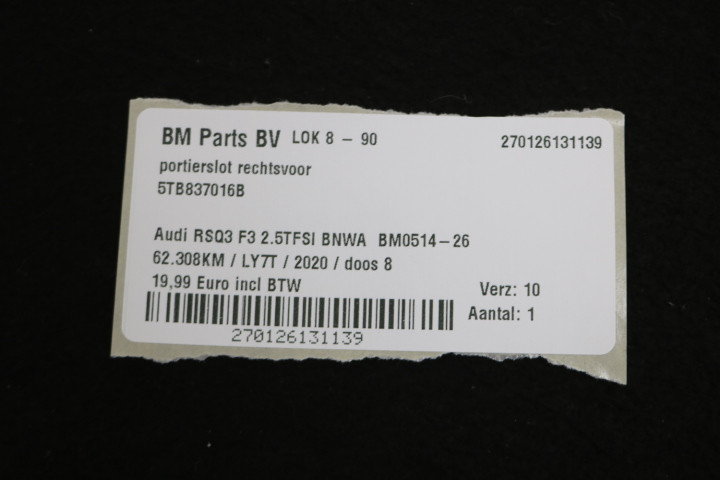 BM Parts BV LOK 8 - 90 270126131139
portierslot rechtsvoor
5TB837016B
Audi RSQ3 F3 2.5TFSI BNWA BM0514-26
62.308KM / LY7T / 2020 / doos 8
19,99 Euro incl BTW Verz: 10
Aantal: 1
270126131139